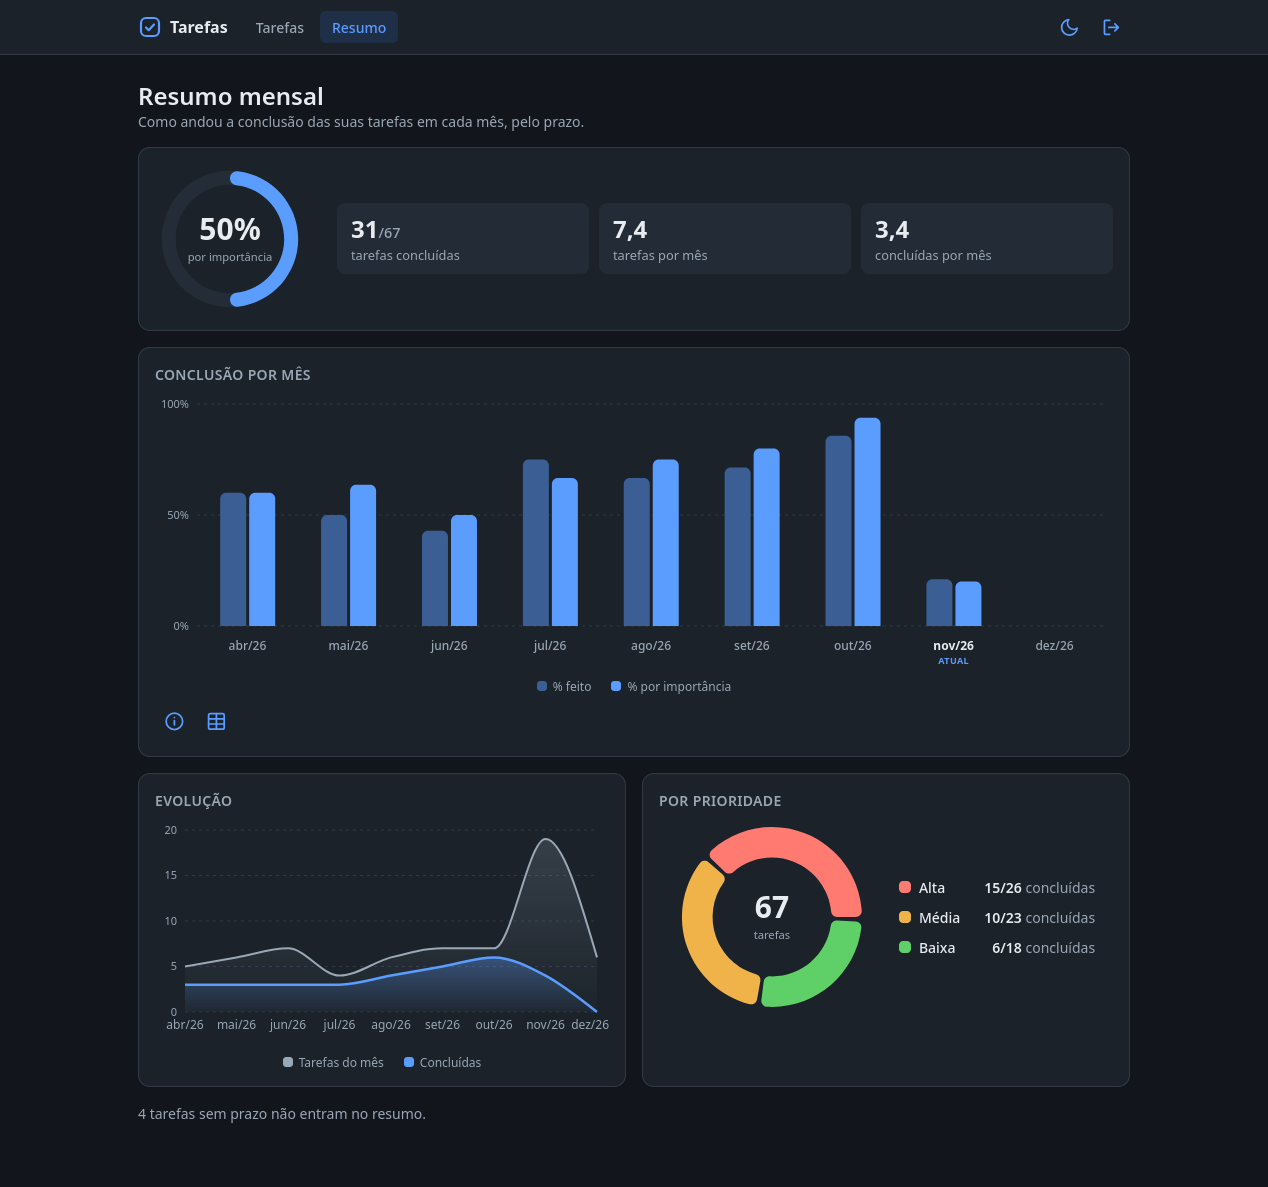 Tarefas Tarefas Resumo
Resumo mensal
Como andou a conclusão das suas tarefas em cada mês, pelo prazo.
50%
por importância
31/67
tarefas concluídas
7,4
tarefas por mês
3,4
concluídas por mês
CONCLUSÃO POR MÊS
100%
50%
0%
abr/26 mai/26 jun/26 jul/26 ago/26 set/26 out/26 nov/26 dez/26
ATUAL
% feito % por importância
EVOLUÇÃO
20
15
10
5
0
abr/26 mai/26 jun/26 jul/26 ago/26 set/26 out/26 nov/26 dez/26
Tarefas do mês Concluídas
POR PRIORIDADE
67
tarefas
Alta 15/26 concluídas
Média 10/23 concluídas
Baixa 6/18 concluídas
4 tarefas sem prazo não entram no resumo.